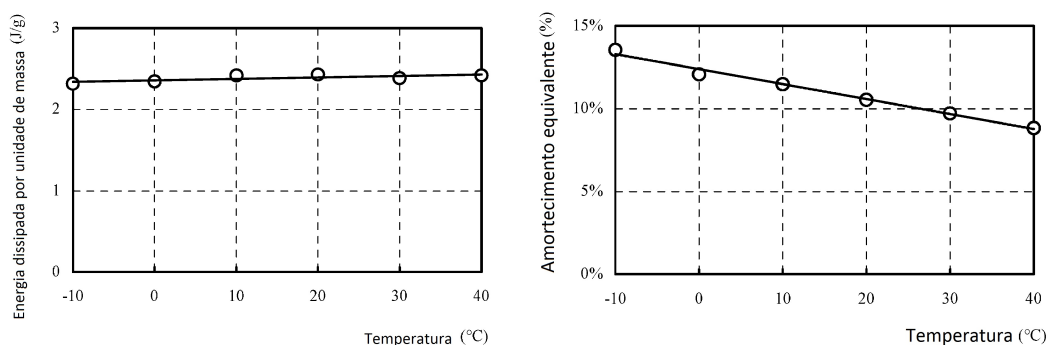 Energia dissipada por unidade de massa (J/g)
3
2
1
0
-10 0 10 20 30 40
Temperatura (°C)
Amortecimento equivalente (%)
15%
10%
5%
0%
-10 0 10 20 30 40
Temperatura (°C)